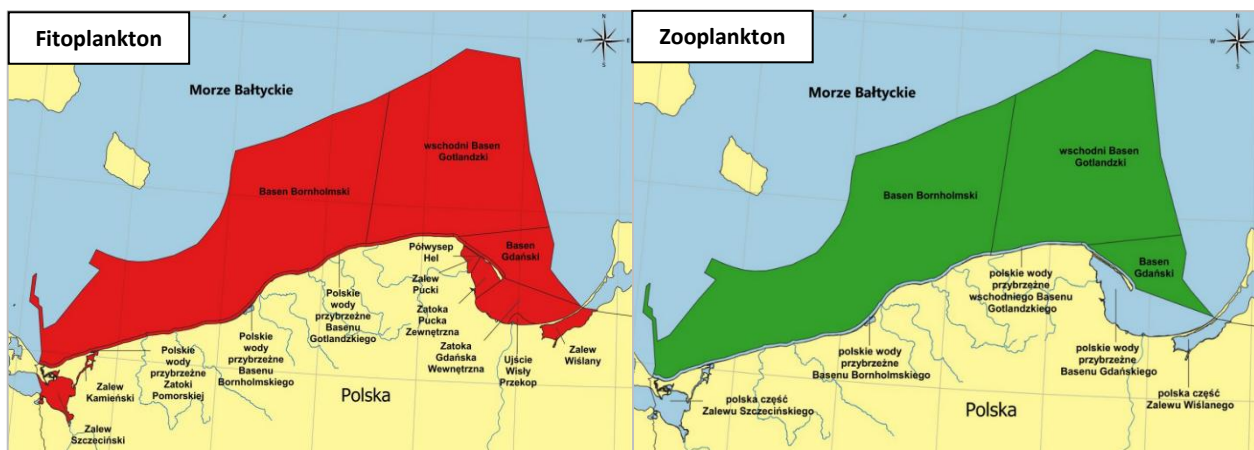 Fitoplankton
N
W
E
S
Morze Bałtyckie
wschodni Basen
Gotlandzki
Basen Bornholmski
Basen
Gdański
Półwysep
Hel
Zalew
Pucki
Zatoka
Pucka
Zewnętrzna
Zatoka
Gdańska
Wewnętrzna
Ujście
Wisły
Przekop
Zalew
Wiślany
Polskie
wody
przybrzeżne
Basenu
Gotlandzkiego
Polskie
wody
przybrzeżne
Basenu
Bornholmskiego
Polskie
wody
przybrzeżne
Zatoki
Pomorskiej
Zalew
Kamieński
Zalew
Szczeciński
Polska
Zooplankton
N
W
E
S
Morze Bałtyckie
wschodni Basen
Gotlandzki
Basen Bornholmski
Basen
Gdański
polskie wody
przybrzeżne
wschodniego Basenu
Gotlandzkiego
polskie wody
przybrzeżne
Basenu Bornholmskiego
polskie wody
przybrzeżne
Basenu Gdańskiego
polska część
Zalewu Szczecińskiego
polska część
Zalewu Wiślanego
Polska